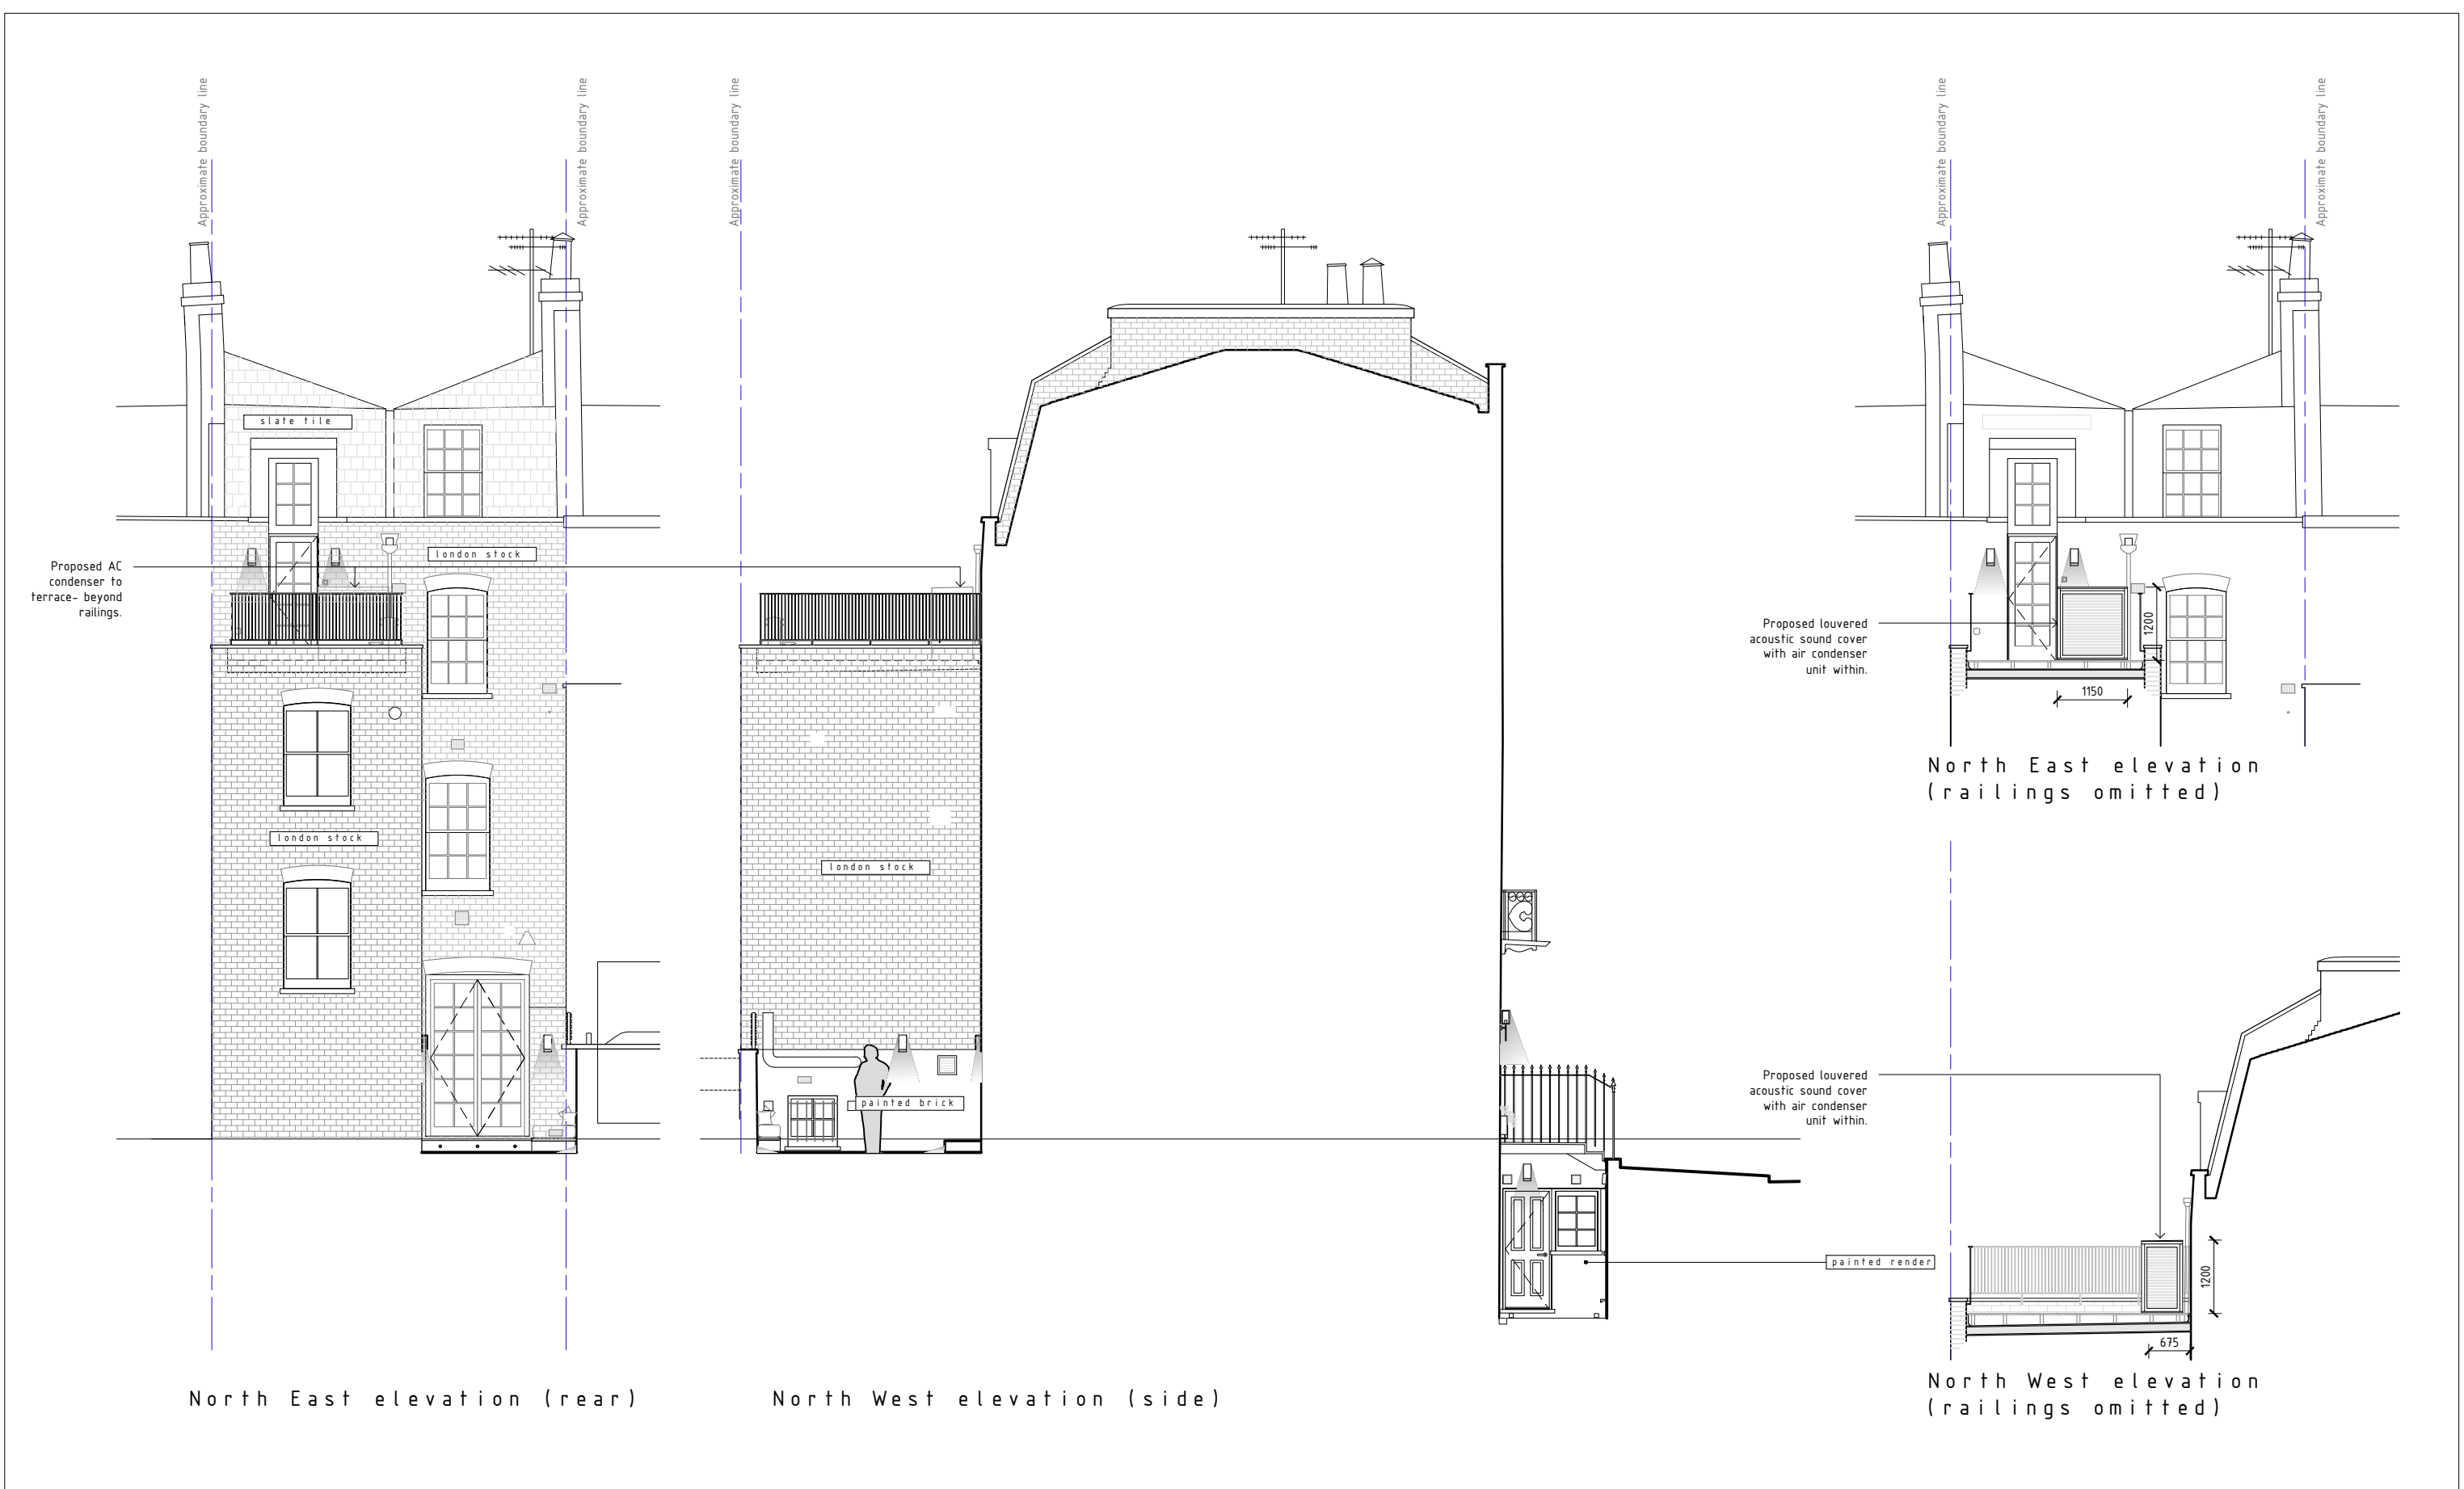 Approximate boundary line
Approximate boundary line
Approximate boundary line
Approximate boundary line
Approximate boundary line
slate tile
london stock
Proposed AC
condenser to
terrace- beyond
railings.
london stock
london stock
painted brick
North East elevation (rear)
North West elevation (side)
painted render
Proposed louvered
acoustic sound cover
with air condenser
unit within.
1200
1150
North East elevation
(railings omitted)
Proposed louvered
acoustic sound cover
with air condenser
unit within.
1200
675
North West elevation
(railings omitted)